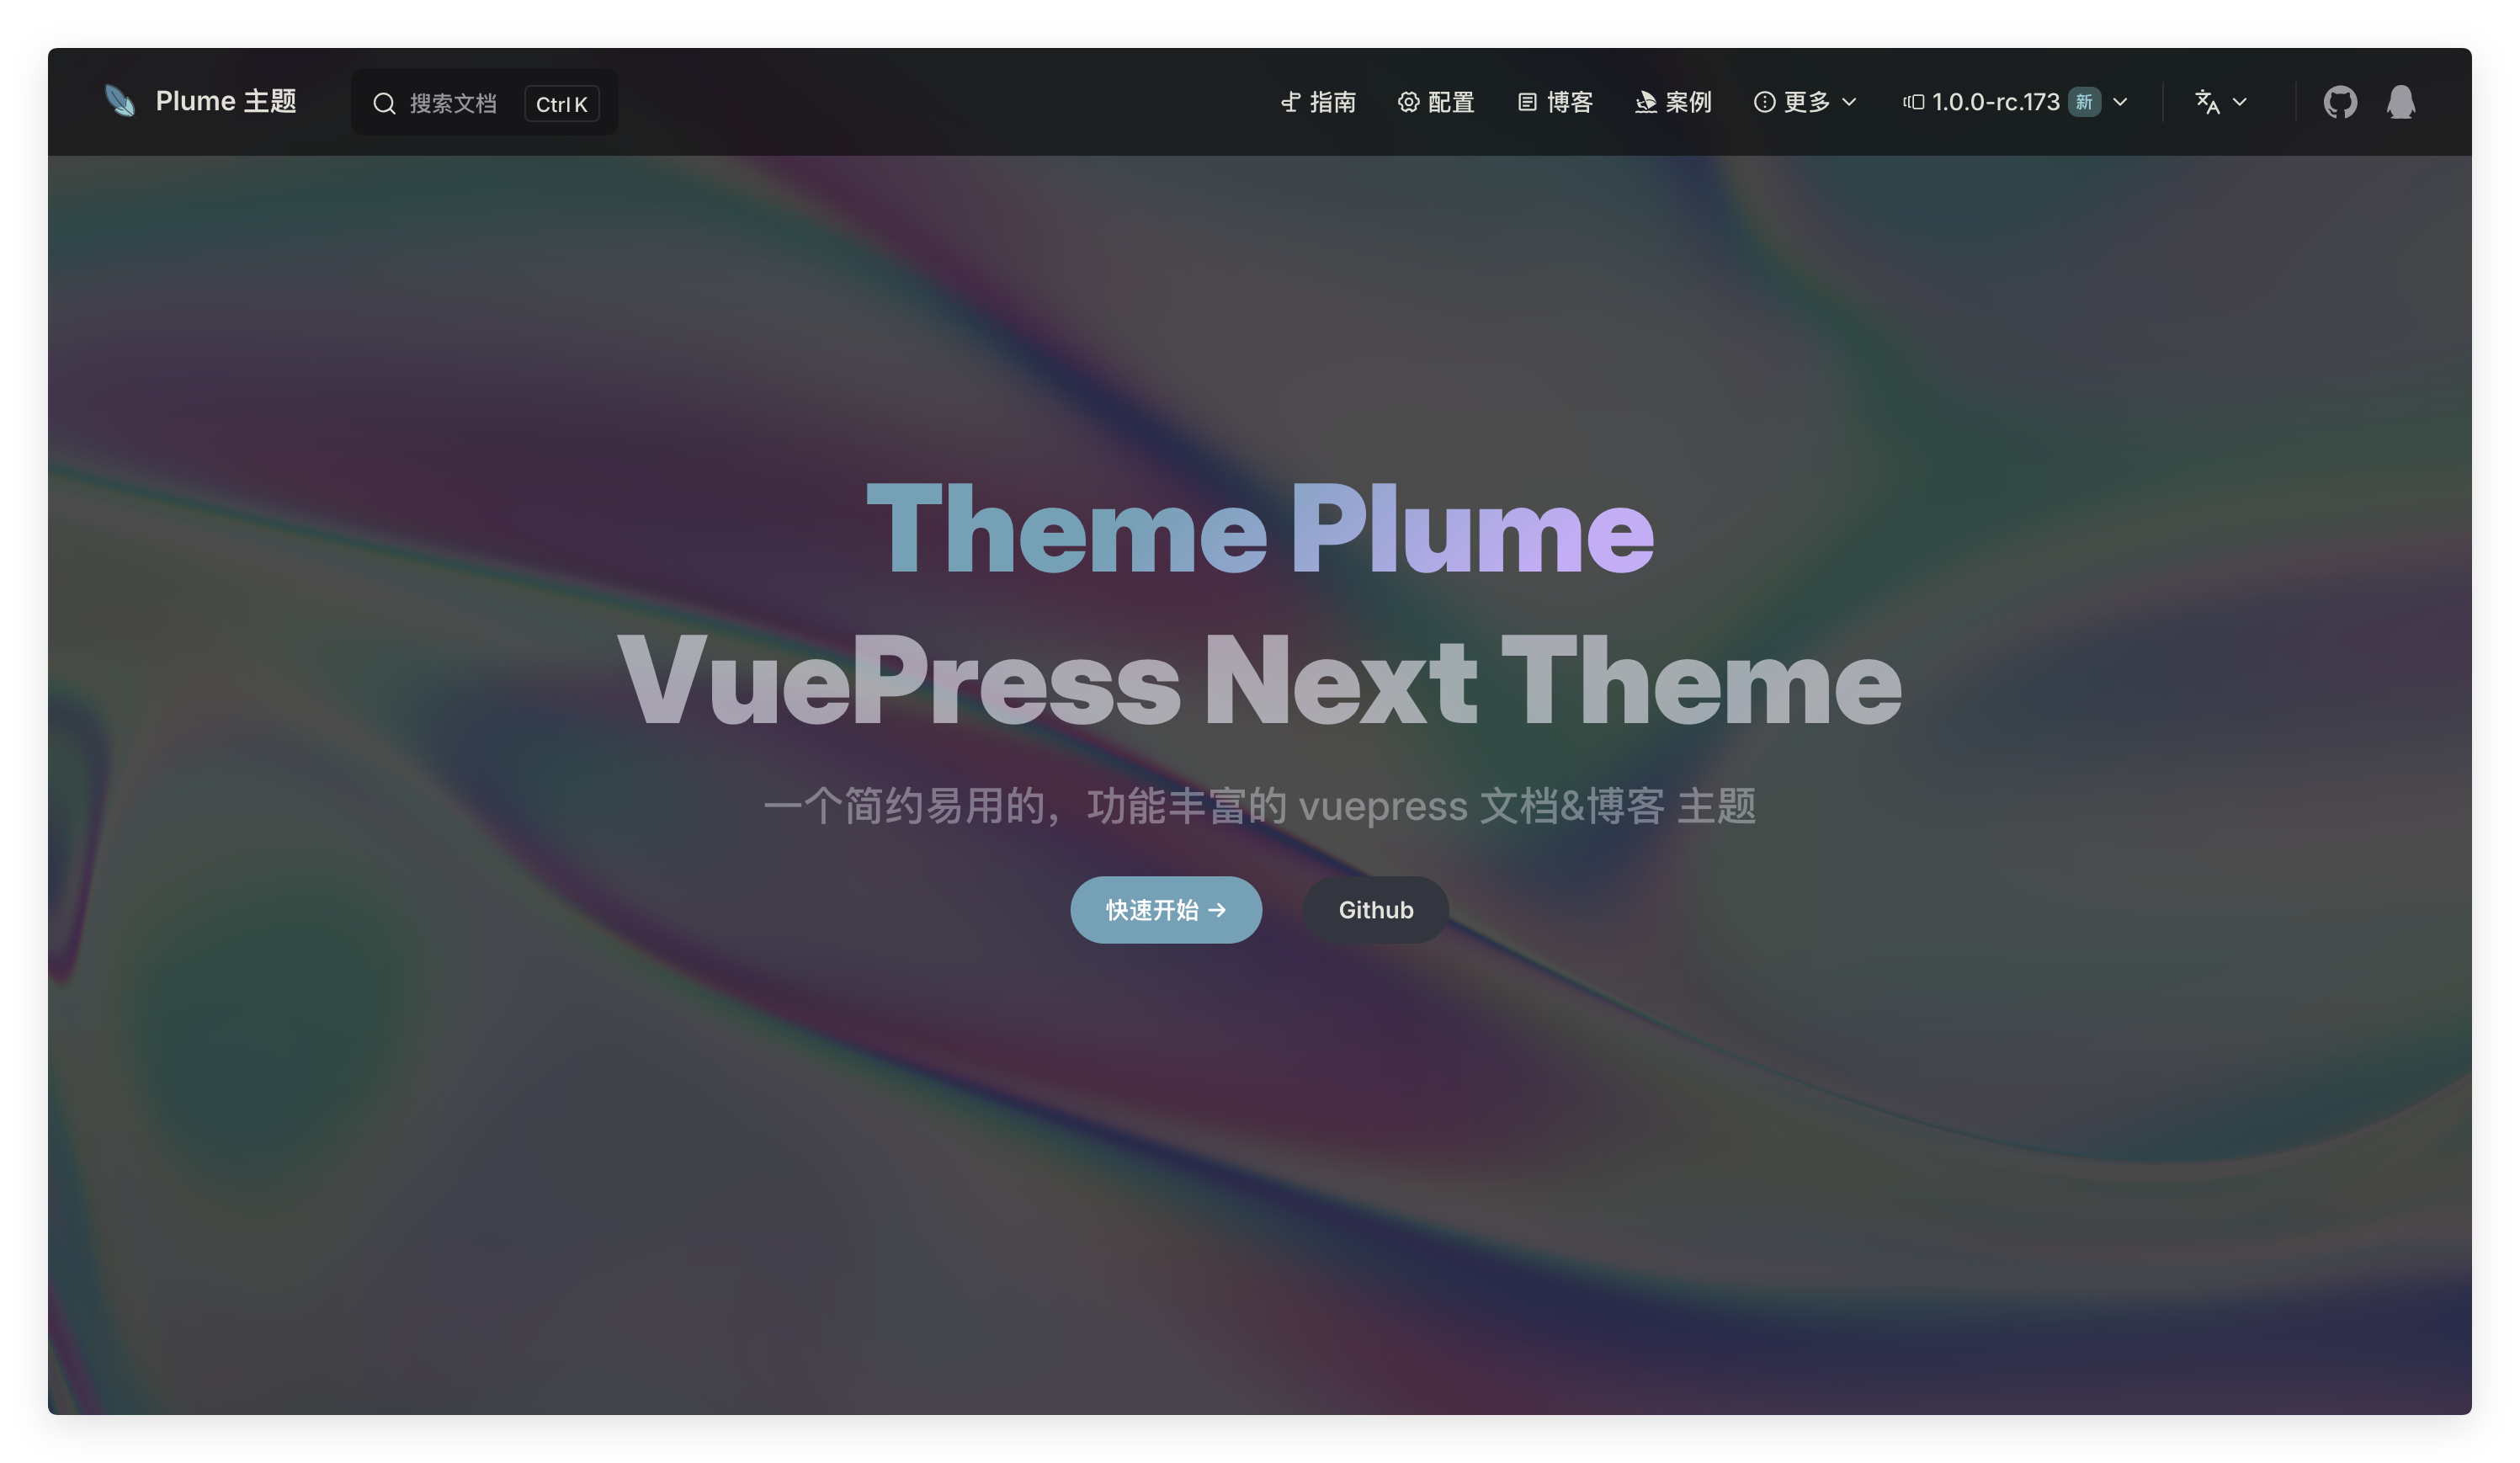 Plume 主题 搜索文档 Ctrl K 指南 配置 博客 案例 更多 1.0.0-rc.173 新
Theme Plume
VuePress Next Theme
一个简约易用的，功能丰富的 vuepress 文档&博客 主题
快速开始 → Github